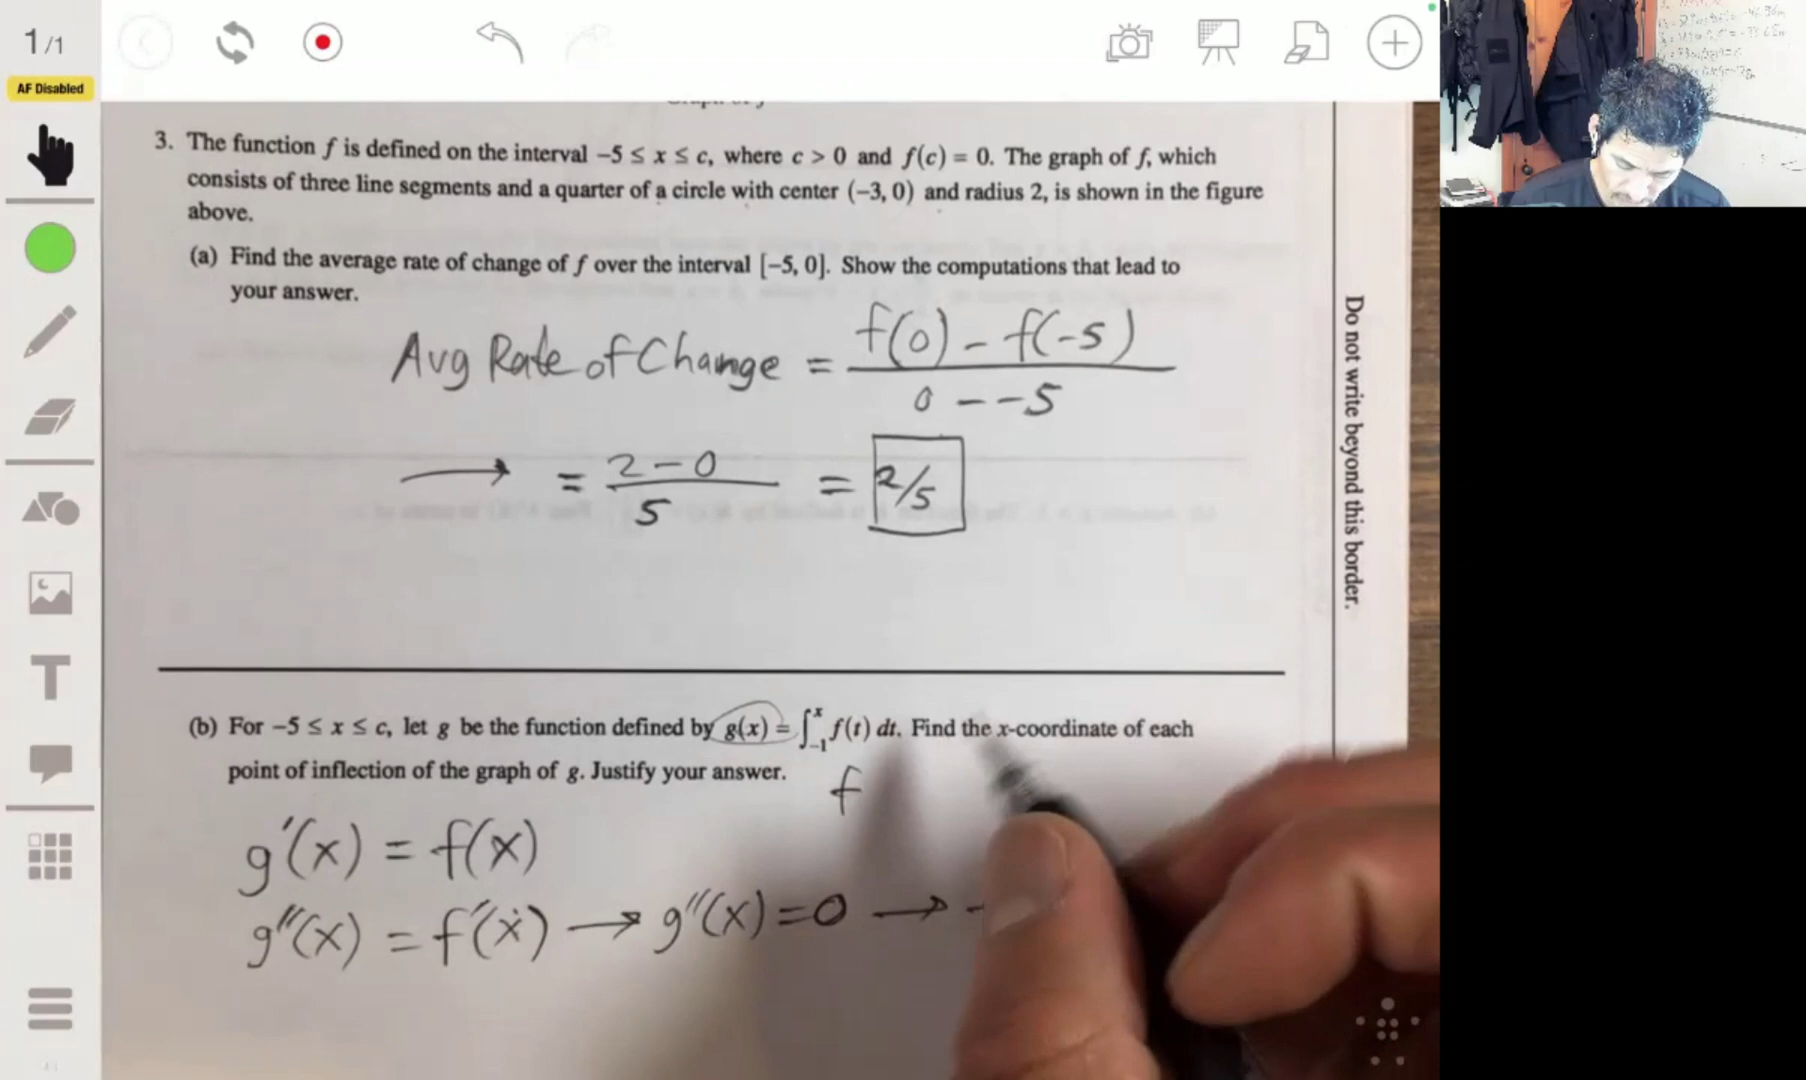 1/1
AF Disabled
3. The function f is defined on the interval −5 ≤ x ≤ c, where c > 0 and f(c) = 0. The graph of f, which
consists of three line segments and a quarter of a circle with center (−3, 0) and radius 2, is shown in the figure
above.
(a) Find the average rate of change of f over the interval [−5, 0]. Show the computations that lead to
your answer.
Avg Rate of Change = f(0) − f(−5) / 0 − −5
⟶ = 2 − 0 / 5 = 2/5
(b) For −5 ≤ x ≤ c, let g be the function defined by g(x) = ∫₋₁ˣ f(t) dt. Find the x-coordinate of each
point of inflection of the graph of g. Justify your answer.
f
g'(x) = f(x)
g''(x) = f'(x) → g''(x) = 0 →
Do not write beyond this border.
T